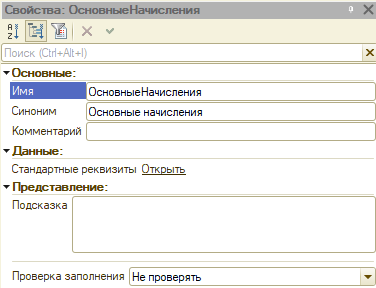 Свойства: ОсновныеНачисления
Поиск (Ctrl+Alt+I)
Основные:
Имя ОсновныеНачисления
Синоним Основные начисления
Комментарий
Данные:
Стандартные реквизиты Открыть
Представление:
Подсказка
Проверка заполнения Не проверять